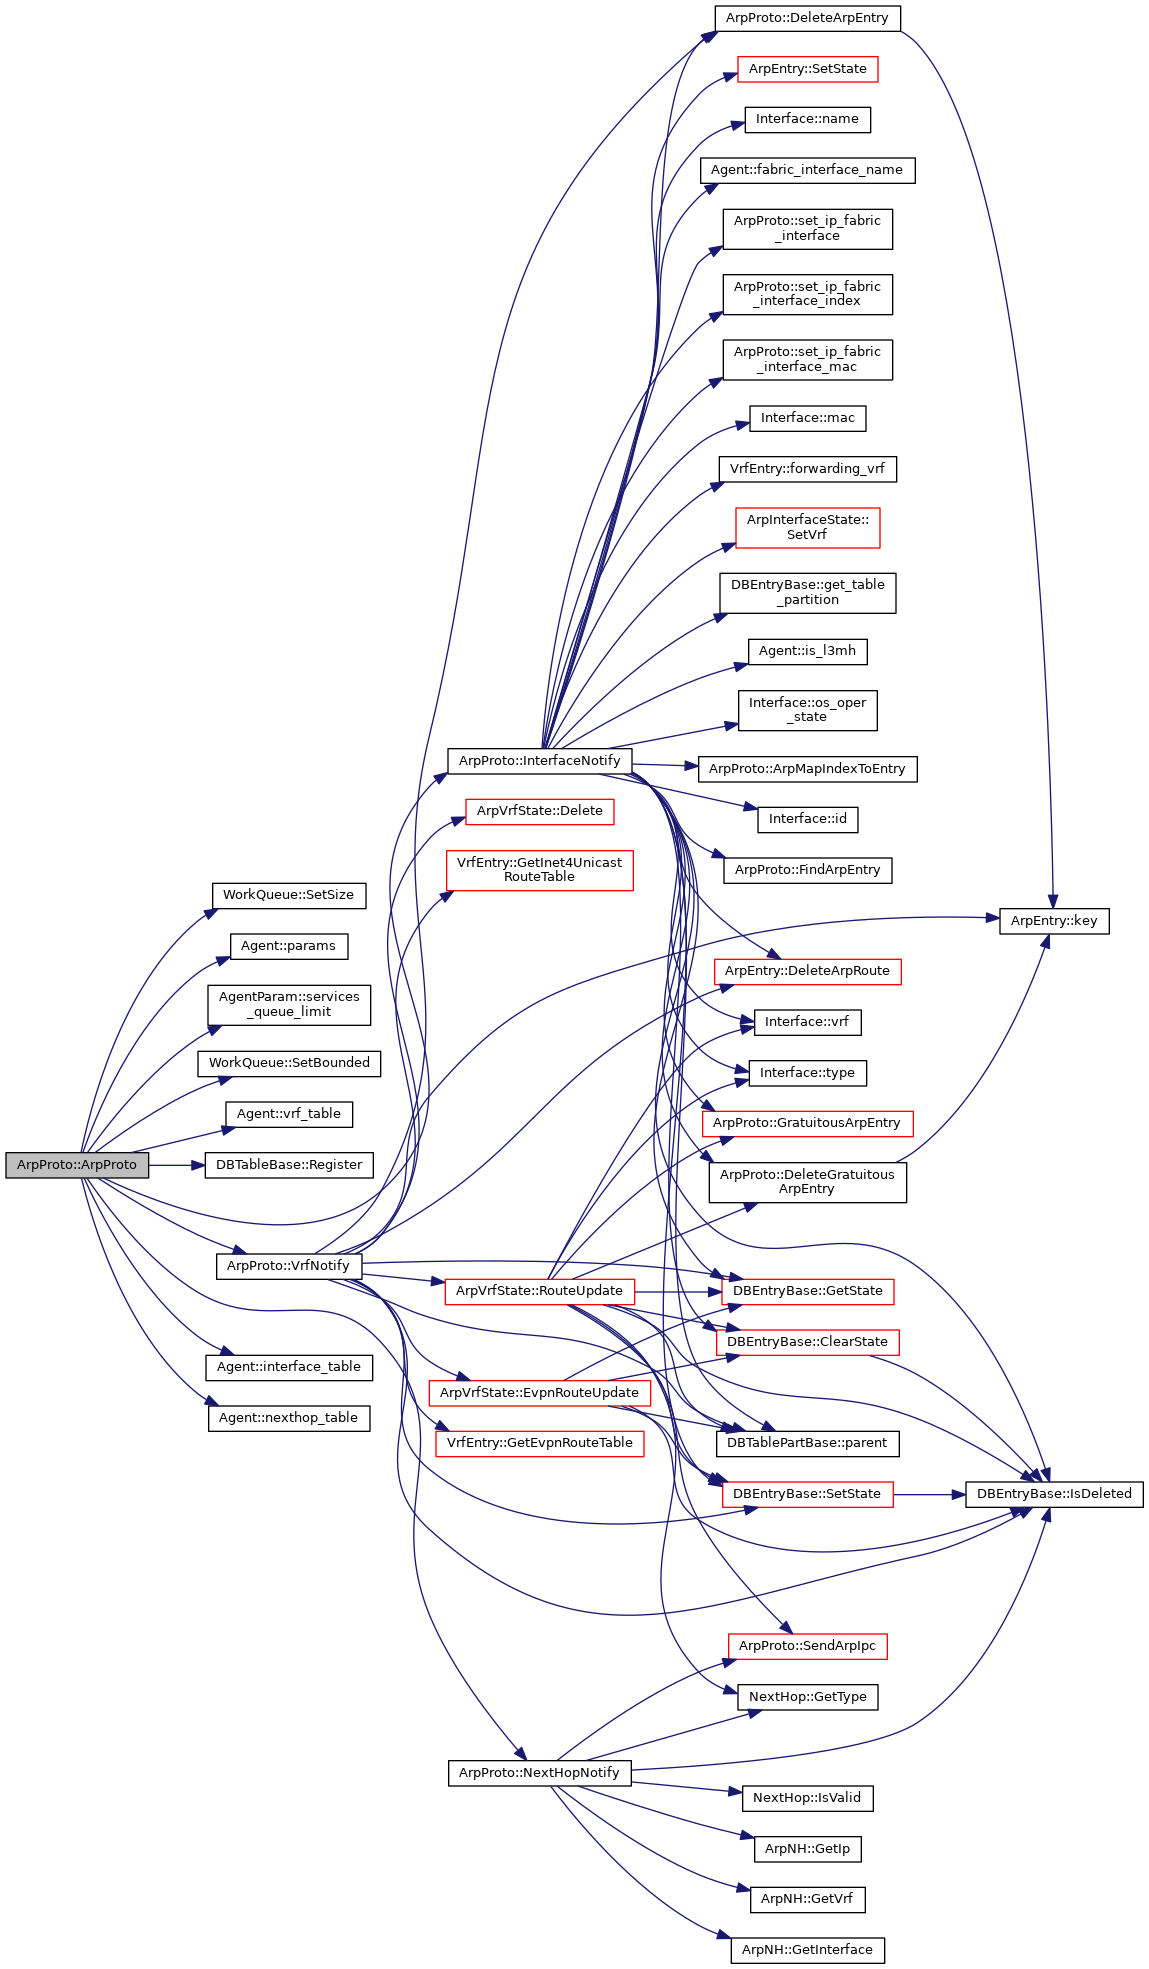 ArpProto::DeleteArpEntry
ArpEntry::SetState
Interface::name
Agent::fabric_interface_name
ArpProto::set_ip_fabric
_interface
ArpProto::set_ip_fabric
_interface_index
ArpProto::set_ip_fabric
_interface_mac
Interface::mac
VrfEntry::forwarding_vrf
ArpInterfaceState::
SetVrf
DBEntryBase::get_table
_partition
Agent::is_l3mh
Interface::os_oper
_state
ArpProto::InterfaceNotify
ArpProto::ArpMapIndexToEntry
ArpVrfState::Delete
Interface::id
VrfEntry::GetInet4Unicast
RouteTable
ArpProto::FindArpEntry
WorkQueue::SetSize
ArpEntry::key
Agent::params
ArpEntry::DeleteArpRoute
AgentParam::services
_queue_limit
Interface::vrf
WorkQueue::SetBounded
Interface::type
Agent::vrf_table
ArpProto::GratuitousArpEntry
ArpProto::ArpProto
DBTableBase::Register
ArpProto::DeleteGratuitous
ArpEntry
ArpProto::VrfNotify
ArpVrfState::RouteUpdate
DBEntryBase::GetState
DBEntryBase::ClearState
Agent::interface_table
ArpVrfState::EvpnRouteUpdate
Agent::nexthop_table
VrfEntry::GetEvpnRouteTable
DBTablePartBase::parent
DBEntryBase::SetState
DBEntryBase::IsDeleted
ArpProto::SendArpIpc
NextHop::GetType
ArpProto::NextHopNotify
NextHop::IsValid
ArpNH::GetIp
ArpNH::GetVrf
ArpNH::GetInterface